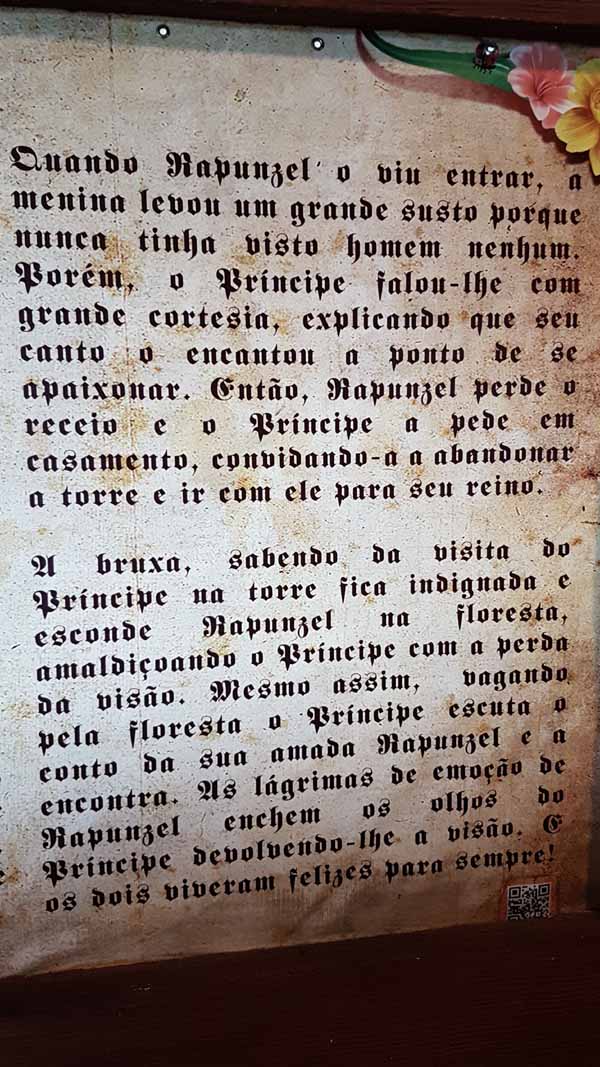 Quando Rapunzel o viu entrar, a
menina levou um grande susto porque
nunca tinha visto homem nenhum.
Porém, o Príncipe falou-lhe com
grande cortesia, explicando que seu
canto o encantou a ponto de se
apaixonar. Então, Rapunzel perde o
receio e o Príncipe a pede em
casamento, convidando-a a abandonar
a torre e ir com ele para seu reino.
A bruxa, sabendo da visita do
Príncipe na torre fica indignada e
esconde Rapunzel na floresta,
amaldiçoando o Príncipe com a perda
da visão. Mesmo assim, vagando
pela floresta o Príncipe escuta o
conto da sua amada Rapunzel e a
encontra. As lágrimas de emoção de
Rapunzel enchem os olhos do
Príncipe devolvendo-lhe a visão. E
os dois viveram felizes para sempre!